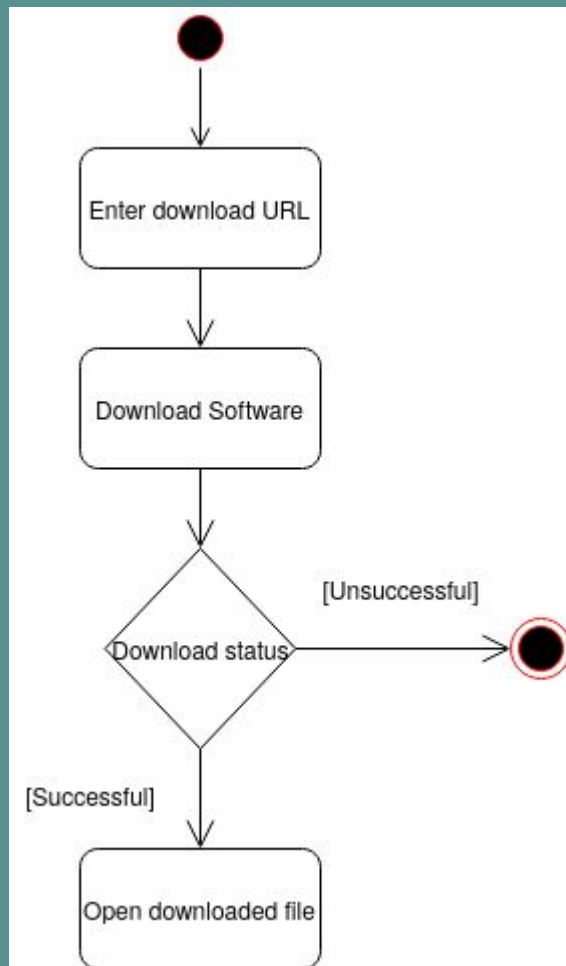 Enter download URL
Download Software
[Unsuccessful]
Download status
[Successful]
Open downloaded file